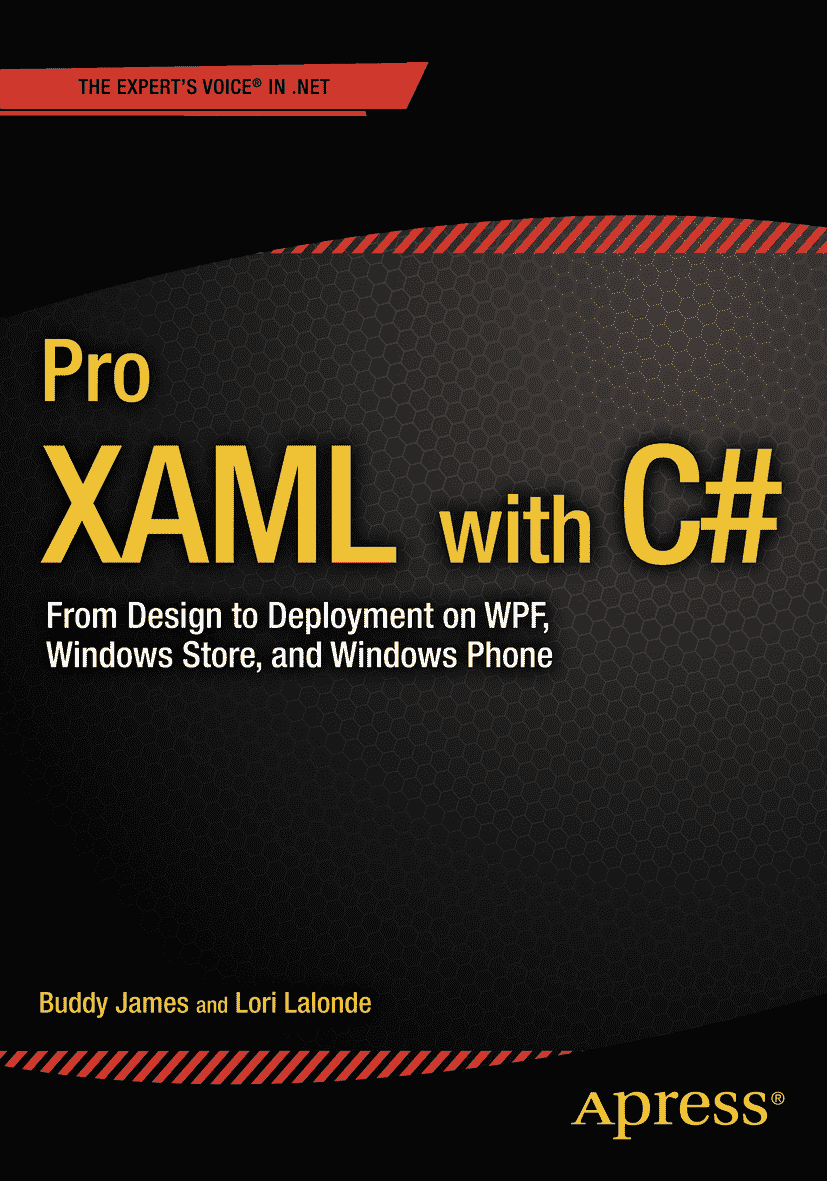 THE EXPERT'S VOICE® IN .NET
Pro
XAML with C#
From Design to Deployment on WPF,
Windows Store, and Windows Phone
Buddy James and Lori Lalonde
Apress®